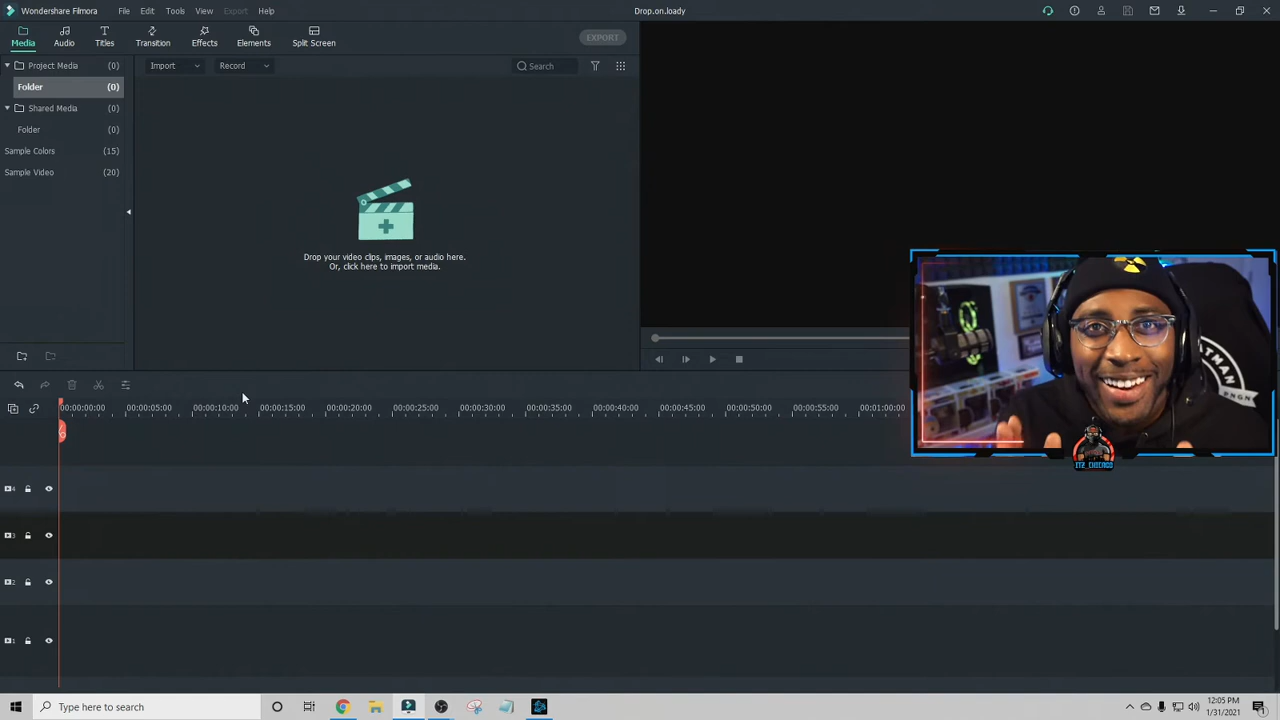 Wondershare Filmora File Edit Tools View Export Help Drop.on.loady
Media Audio Titles Transition Effects Elements Split Screen EXPORT
Project Media (0) Import Record Search
Folder (0)
Shared Media (0)
Folder (0)
Sample Colors (15)
Sample Video (20)
Drop your video clips, images, or audio here.
Or, click here to import media.
00:00:00:00 00:00:05:00 00:00:10:00 00:00:15:00 00:00:20:00 00:00:25:00 00:00:30:00 00:00:35:00 00:00:40:00 00:00:45:00 00:00:50:00 00:00:55:00 00:01:00:00
4
3
2
1
ITZ_CHICAGO
Type here to search
12:05 PM
1/31/2021